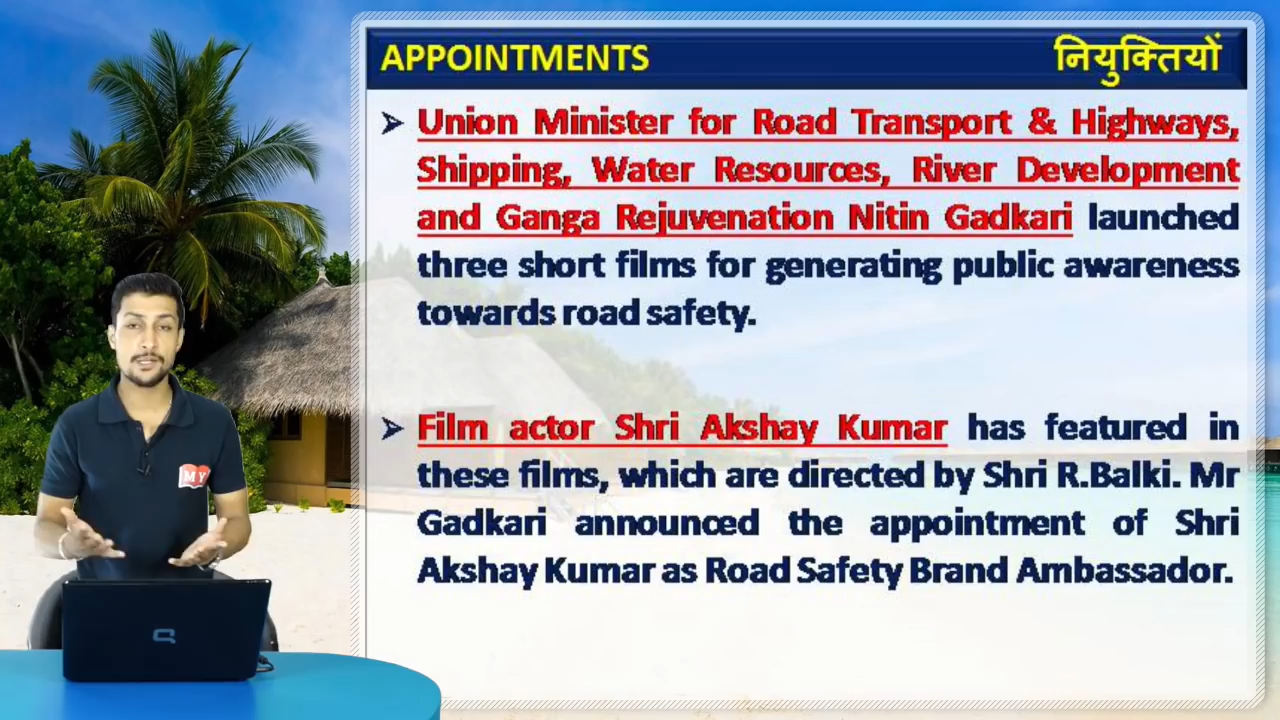 APPOINTMENTS नियुक्तियों
➢ Union Minister for Road Transport & Highways,
Shipping, Water Resources, River Development
and Ganga Rejuvenation Nitin Gadkari launched
three short films for generating public awareness
towards road safety.
➢ Film actor Shri Akshay Kumar has featured in
these films, which are directed by Shri R.Balki. Mr
Gadkari announced the appointment of Shri
Akshay Kumar as Road Safety Brand Ambassador.
MY